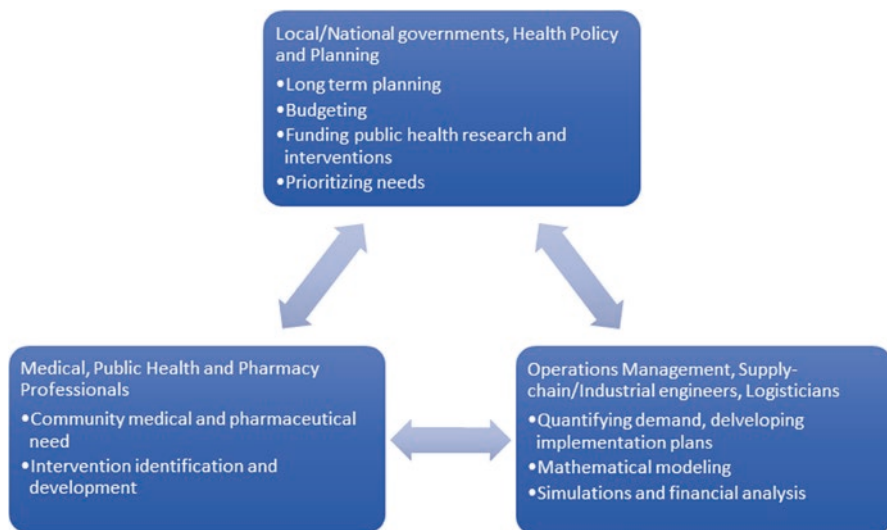 Local/National governments, Health Policy
and Planning
•Long term planning
•Budgeting
•Funding public health research and
interventions
•Prioritizing needs
Medical, Public Health and Pharmacy
Professionals
•Community medical and pharmaceutical
need
•Intervention identification and
development
Operations Management, Supply-
chain/Industrial engineers, Logisticians
•Quantifying demand, delveloping
implementation plans
•Mathematical modeling
•Simulations and financial analysis